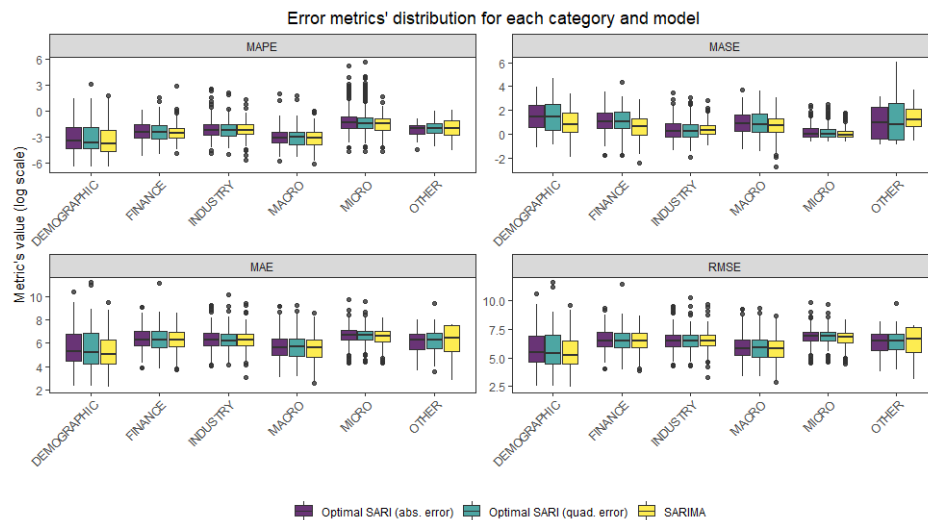 Error metrics' distribution for each category and model
MAPE
MASE
6
3
0
-3
-6
6
4
2
0
-2
DEMOGRAPHIC
FINANCE
INDUSTRY
MACRO
MICRO
OTHER
DEMOGRAPHIC
FINANCE
INDUSTRY
MACRO
MICRO
OTHER
Metric's value (log scale)
MAE
RMSE
10
8
6
4
2
10.0
7.5
5.0
2.5
DEMOGRAPHIC
FINANCE
INDUSTRY
MACRO
MICRO
OTHER
DEMOGRAPHIC
FINANCE
INDUSTRY
MACRO
MICRO
OTHER
Optimal SARI (abs. error) Optimal SARI (quad. error) SARIMA